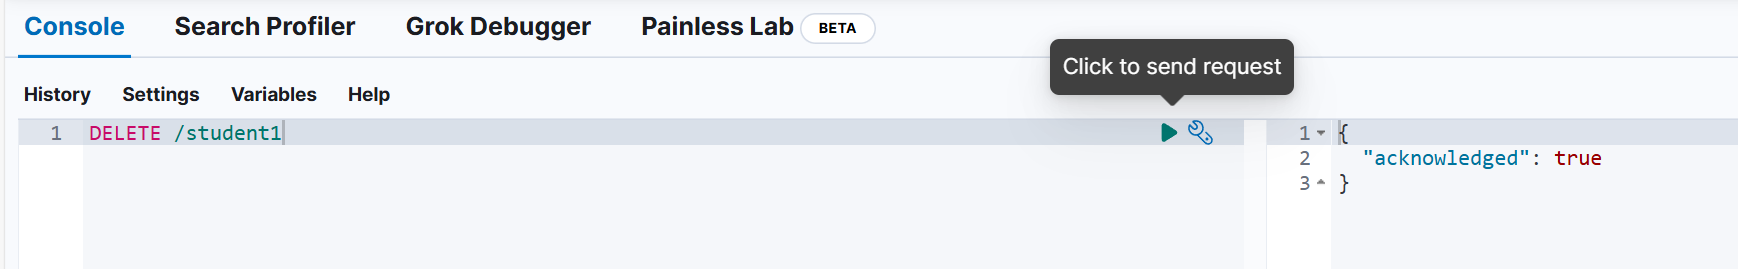 Console Search Profiler Grok Debugger Painless Lab BETA
Click to send request
History Settings Variables Help
1 DELETE /student1
1 {
2 "acknowledged": true
3 }